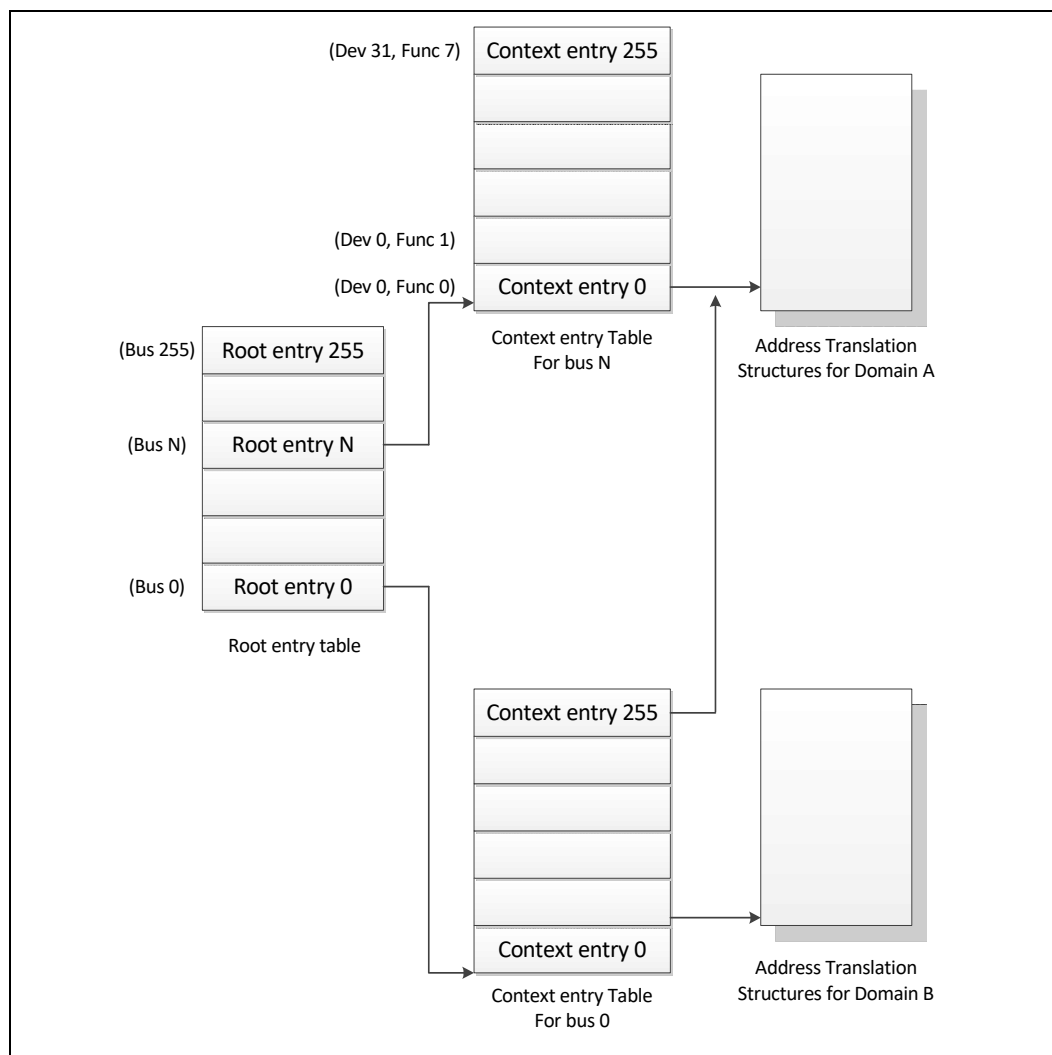 (Dev 31, Func 7)
Context entry 255
(Dev 0, Func 1)
(Dev 0, Func 0)
Context entry 0
Context entry Table
For bus N
Address Translation
Structures for Domain A
(Bus 255)
Root entry 255
(Bus N)
Root entry N
(Bus 0)
Root entry 0
Root entry table
Context entry 255
Context entry 0
Context entry Table
For bus 0
Address Translation
Structures for Domain B